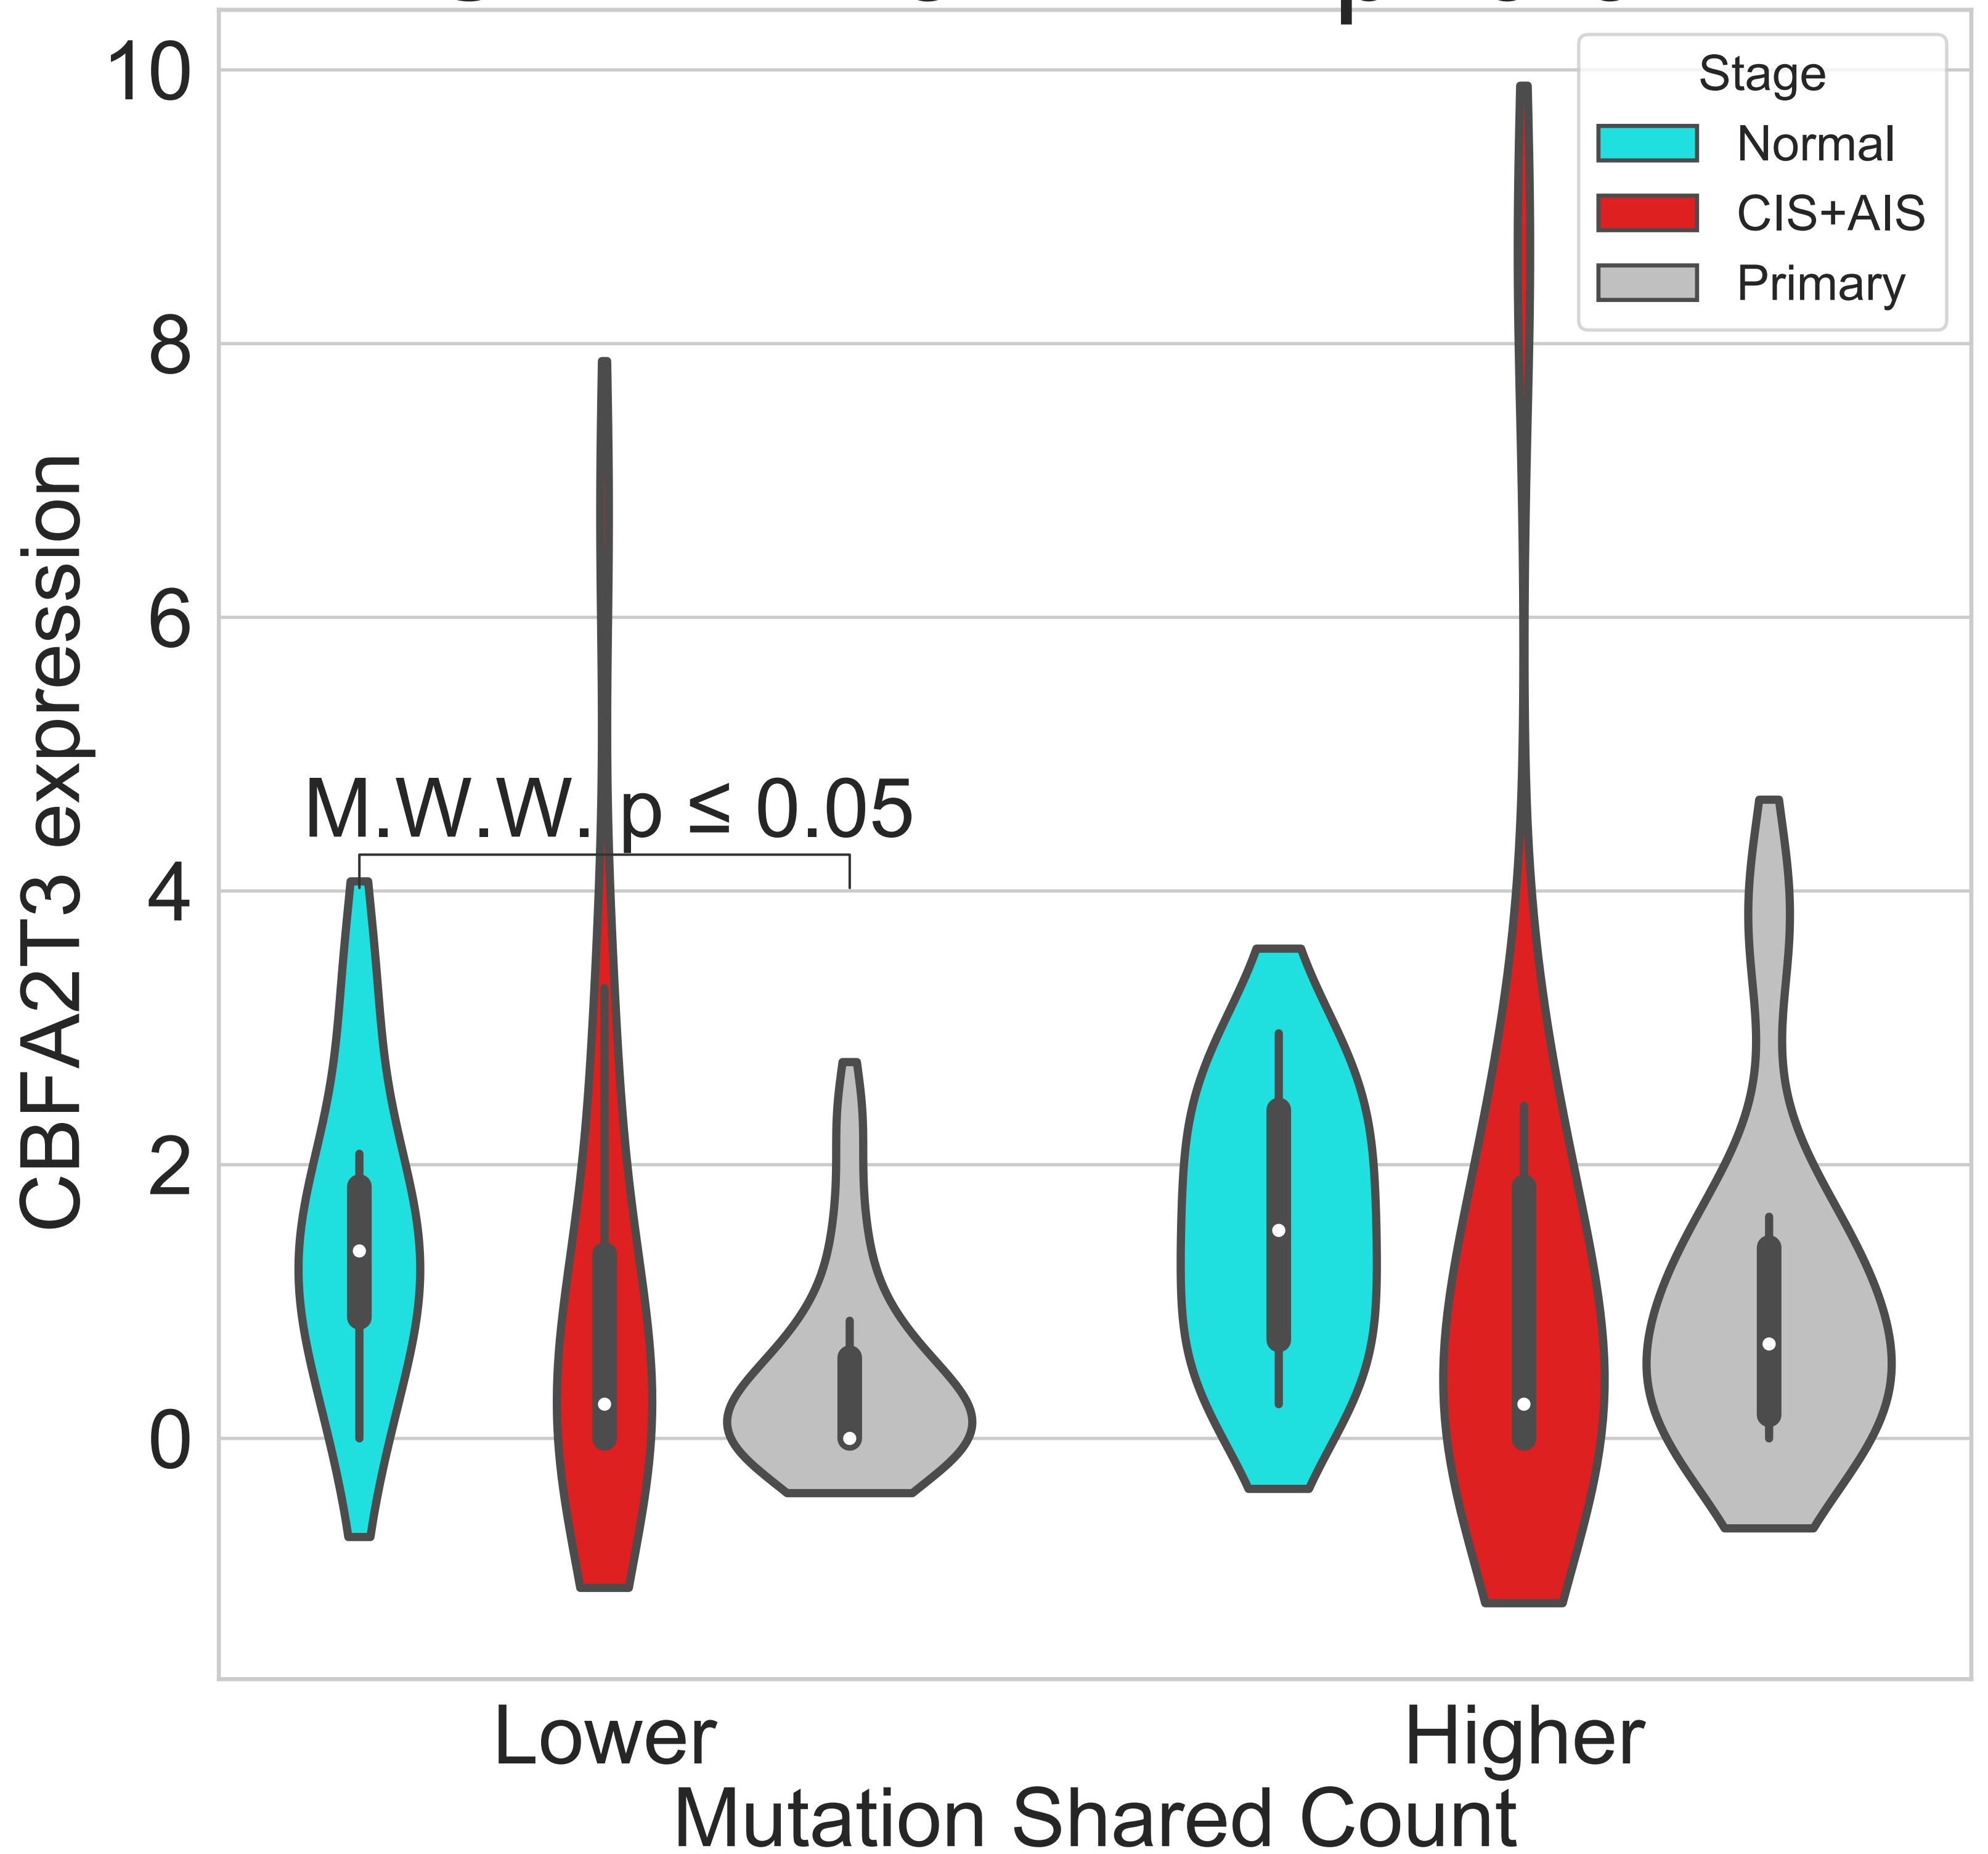 10
8
6
4
2
0
CBFA2T3 expression
Stage
Normal
CIS+AIS
Primary
M.W.W. p ≤ 0.05
Lower
Higher
Mutation Shared Count